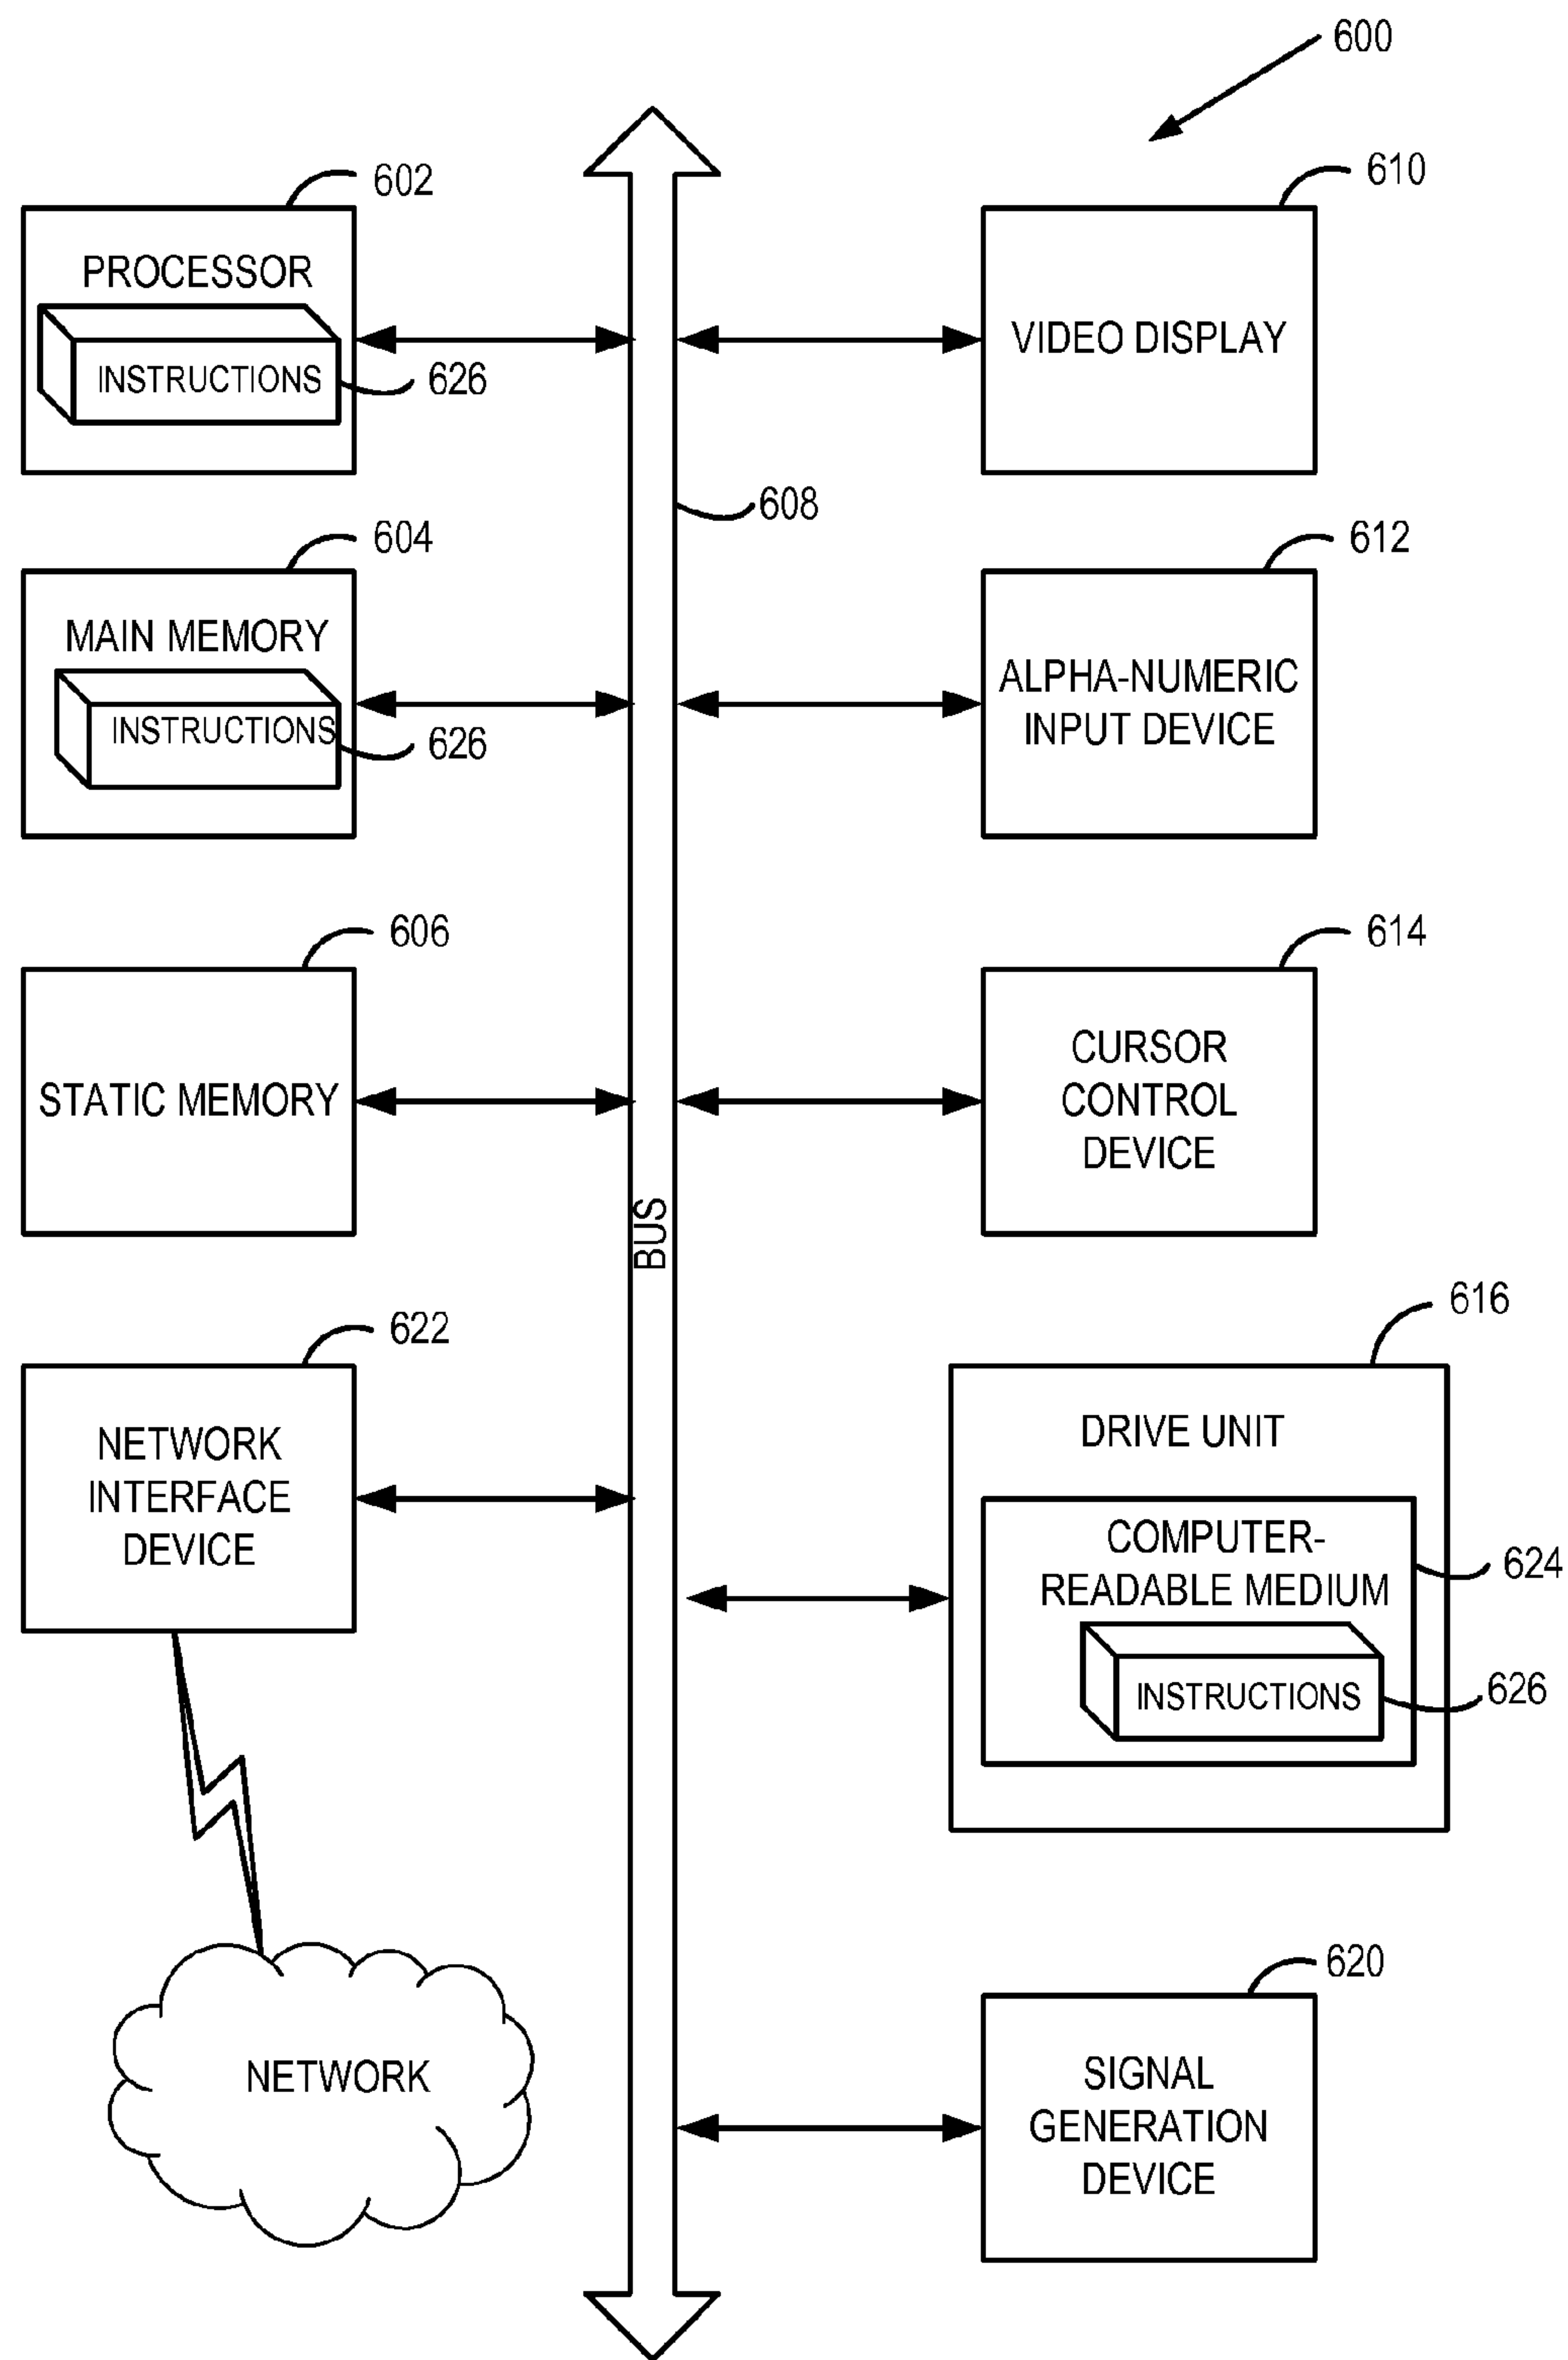 600
602
PROCESSOR
INSTRUCTIONS
626
610
VIDEO DISPLAY
608
604
MAIN MEMORY
INSTRUCTIONS
626
612
ALPHA-NUMERIC
INPUT DEVICE
606
STATIC MEMORY
614
CURSOR
CONTROL
DEVICE
BUS
622
NETWORK
INTERFACE
DEVICE
616
DRIVE UNIT
COMPUTER-
READABLE MEDIUM
624
INSTRUCTIONS
626
NETWORK
620
SIGNAL
GENERATION
DEVICE